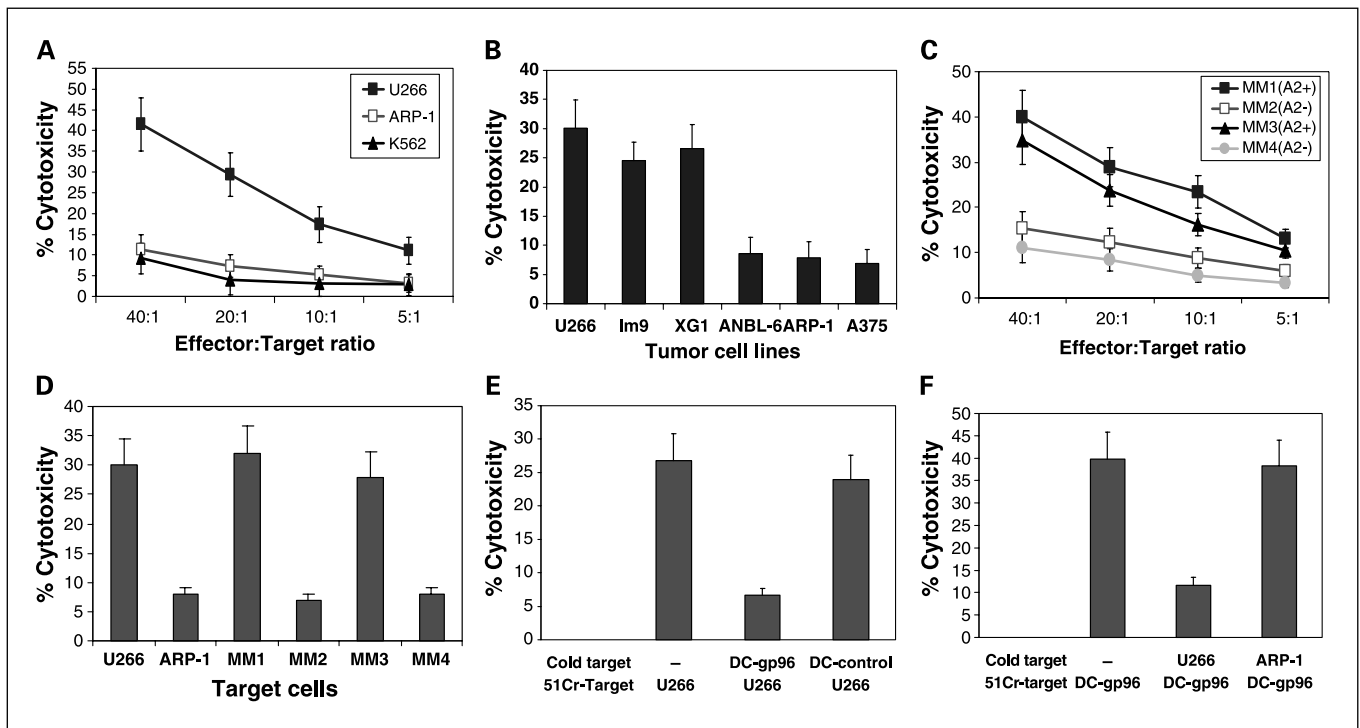 A
% Cytotoxicity
55
50
45
40
35
30
25
20
15
10
5
0
U266
ARP-1
K562
40:1 20:1 10:1 5:1
Effector:Target ratio
B
% Cytotoxicity
40
35
30
25
20
15
10
5
0
U266 Im9 XG1 ANBL-6 ARP-1 A375
Tumor cell lines
C
% Cytotoxicity
50
40
30
20
10
0
MM1(A2+)
MM2(A2-)
MM3(A2+)
MM4(A2-)
40:1 20:1 10:1 5:1
Effector:Target ratio
D
% Cytotoxicity
40
35
30
25
20
15
10
5
0
U266 ARP-1 MM1 MM2 MM3 MM4
Target cells
E
% Cytotoxicity
35
30
25
20
15
10
5
0
Cold target – DC-gp96 DC-control
51Cr-Target U266 U266 U266
F
% Cytotoxicity
50
45
40
35
30
25
20
15
10
5
0
Cold target – U266 ARP-1
51Cr-target DC-gp96 DC-gp96 DC-gp96